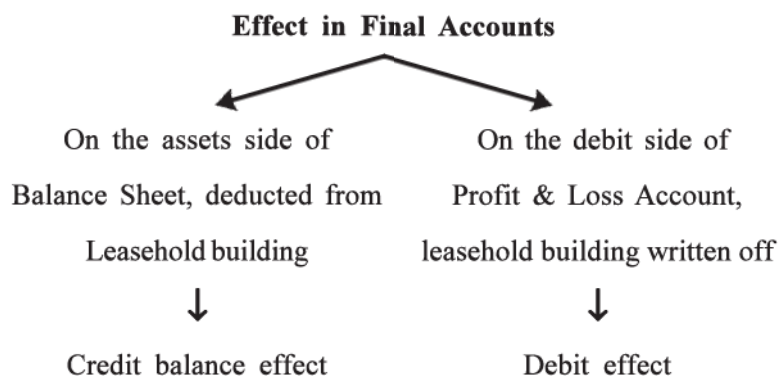 Effect in Final Accounts
On the assets side of
Balance Sheet, deducted from
Leasehold building
Credit balance effect
On the debit side of
Profit & Loss Account,
leasehold building written off
Debit effect